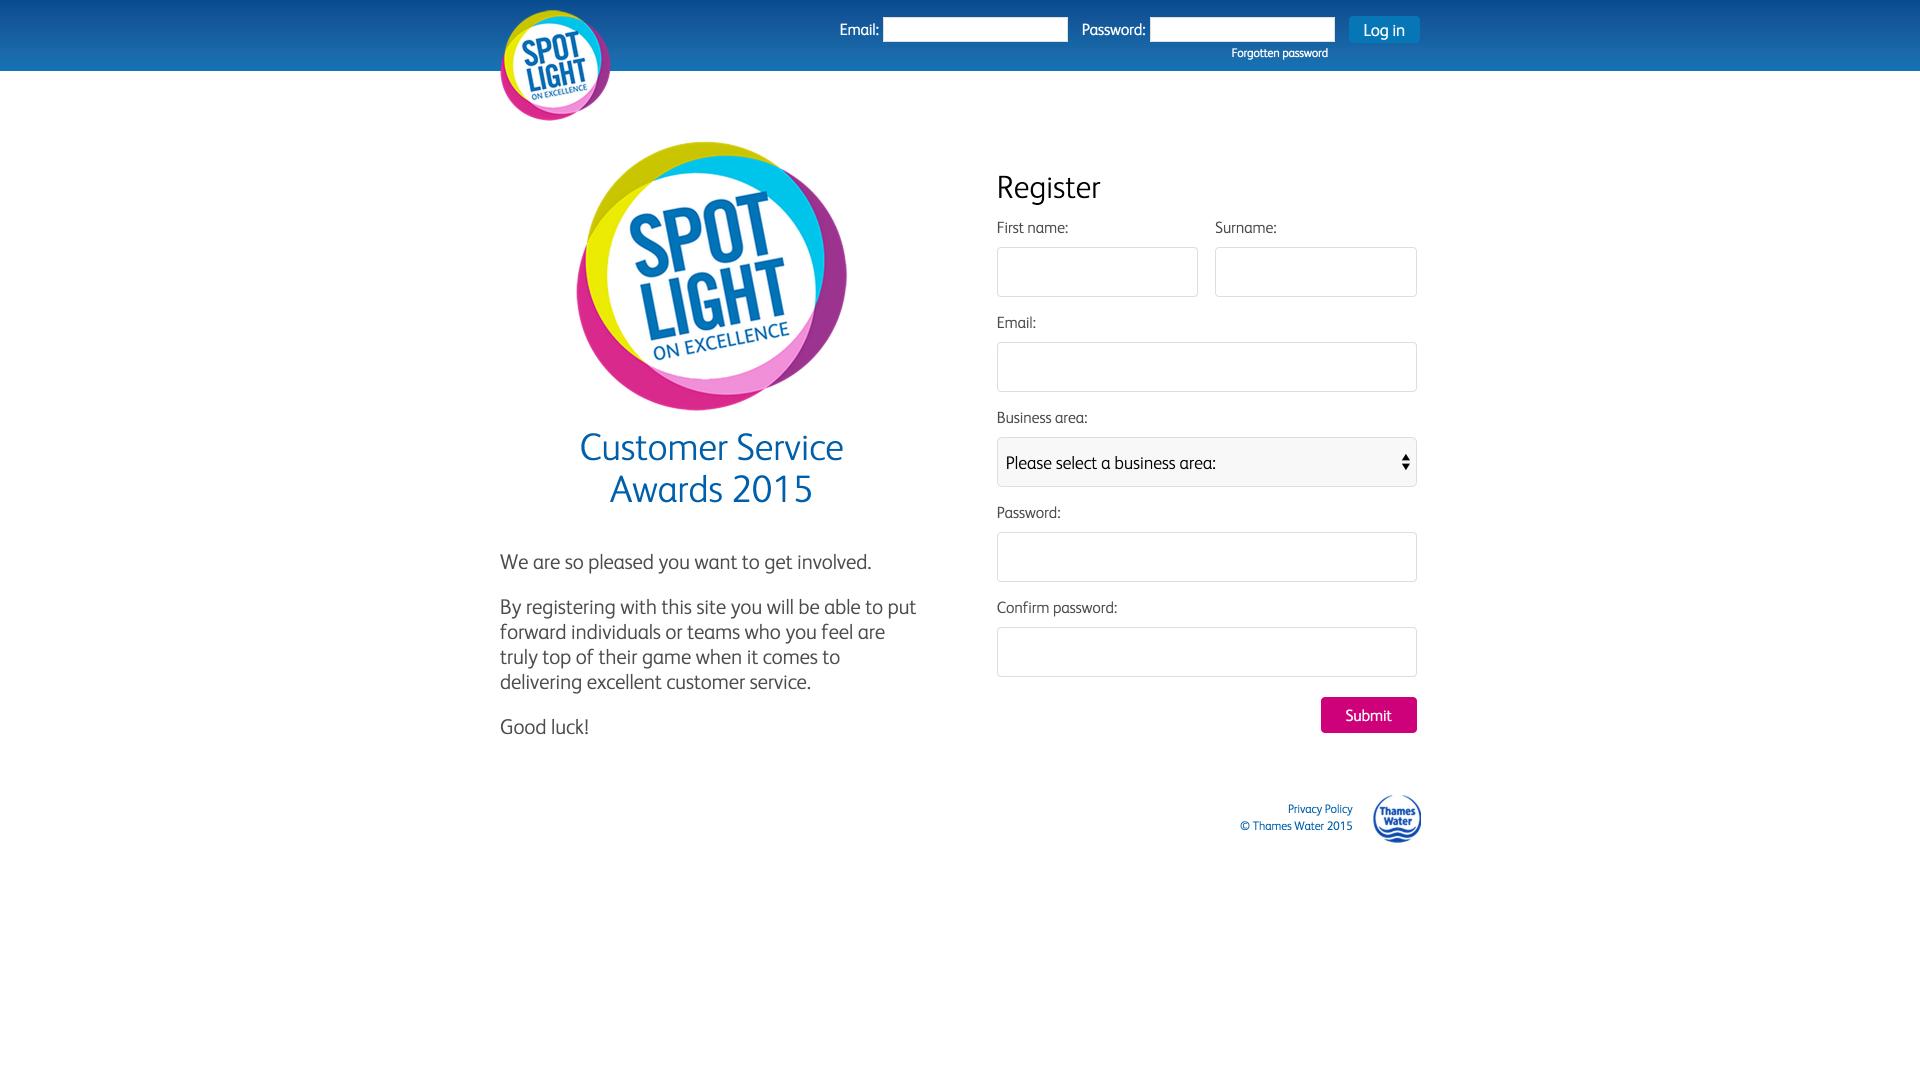 SPOT
LIGHT
ON EXCELLENCE
Email:
Password:
Log in
Forgotten password
SPOT
LIGHT
ON EXCELLENCE
Customer Service
Awards 2015
We are so pleased you want to get involved.
By registering with this site you will be able to put
forward individuals or teams who you feel are
truly top of their game when it comes to
delivering excellent customer service.
Good luck!
Register
First name:
Surname:
Email:
Business area:
Please select a business area:
Password:
Confirm password:
Submit
Privacy Policy
© Thames Water 2015
Thames
Water